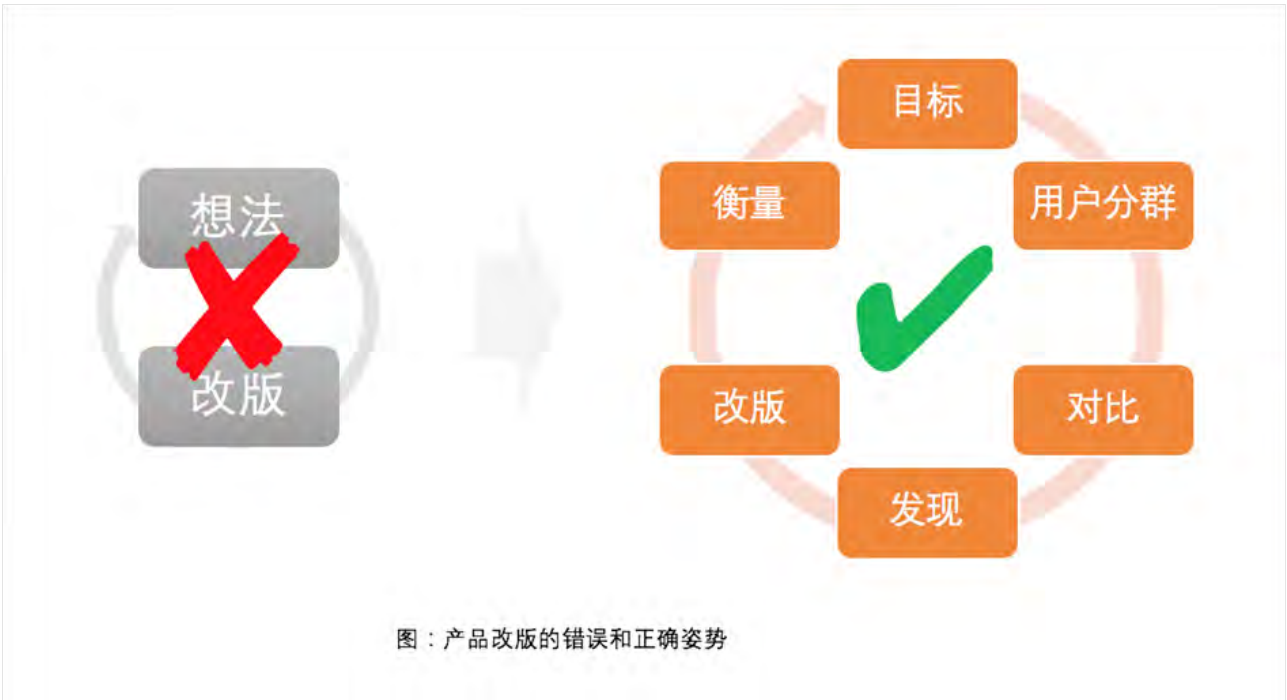 想法
改版
目标
用户分群
对比
发现
改版
衡量
图：产品改版的错误和正确姿势